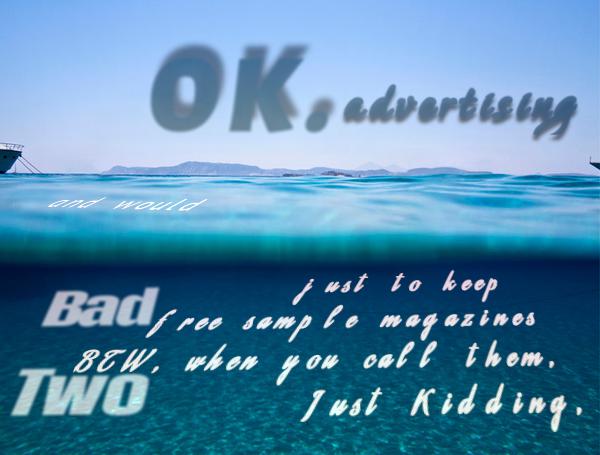 OK. advertising
and would
just to keep
Bad
free sample magazines
BTW, when you call them,
Two
Just Kidding,